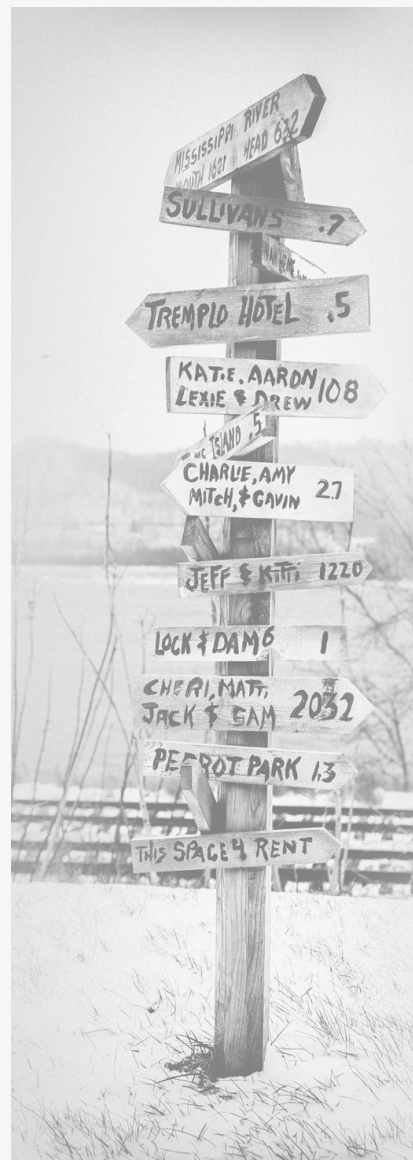 MISSISSIPPI RIVER
MOUTH 1621 HEAD 622
SULLIVANS .7
TREMPLO HOTEL .5
KATIE, AARON
LEXIE & DREW 108
ISLAND .5
CHARLIE, AMY
MITCH, & GAVIN 27
JEFF & KITTI 1220
LOCK & DAM 6 1
CHERI, MATT,
JACK & SAM 2032
PERROT PARK 1.3
THIS SPACE 4 RENT